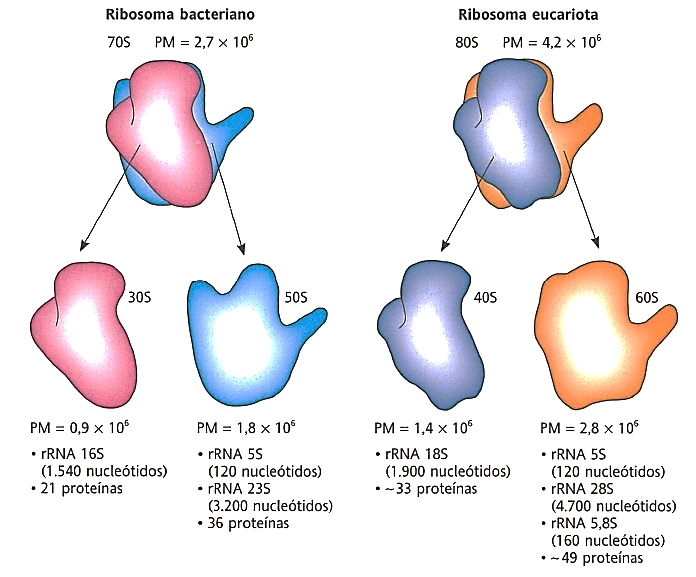 Ribosoma bacteriano
70S PM = 2,7 × 10⁶
30S
50S
PM = 0,9 × 10⁶
• rRNA 16S
(1.540 nucleótidos)
• 21 proteínas
PM = 1,8 × 10⁶
• rRNA 5S
(120 nucleótidos)
• rRNA 23S
(3.200 nucleótidos)
• 36 proteínas
Ribosoma eucariota
80S PM = 4,2 × 10⁶
40S
60S
PM = 1,4 × 10⁶
• rRNA 18S
(1.900 nucleótidos)
• ~33 proteínas
PM = 2,8 × 10⁶
• rRNA 5S
(120 nucleótidos)
• rRNA 28S
(4.700 nucleótidos)
• rRNA 5,8S
(160 nucleótidos)
• ~49 proteínas